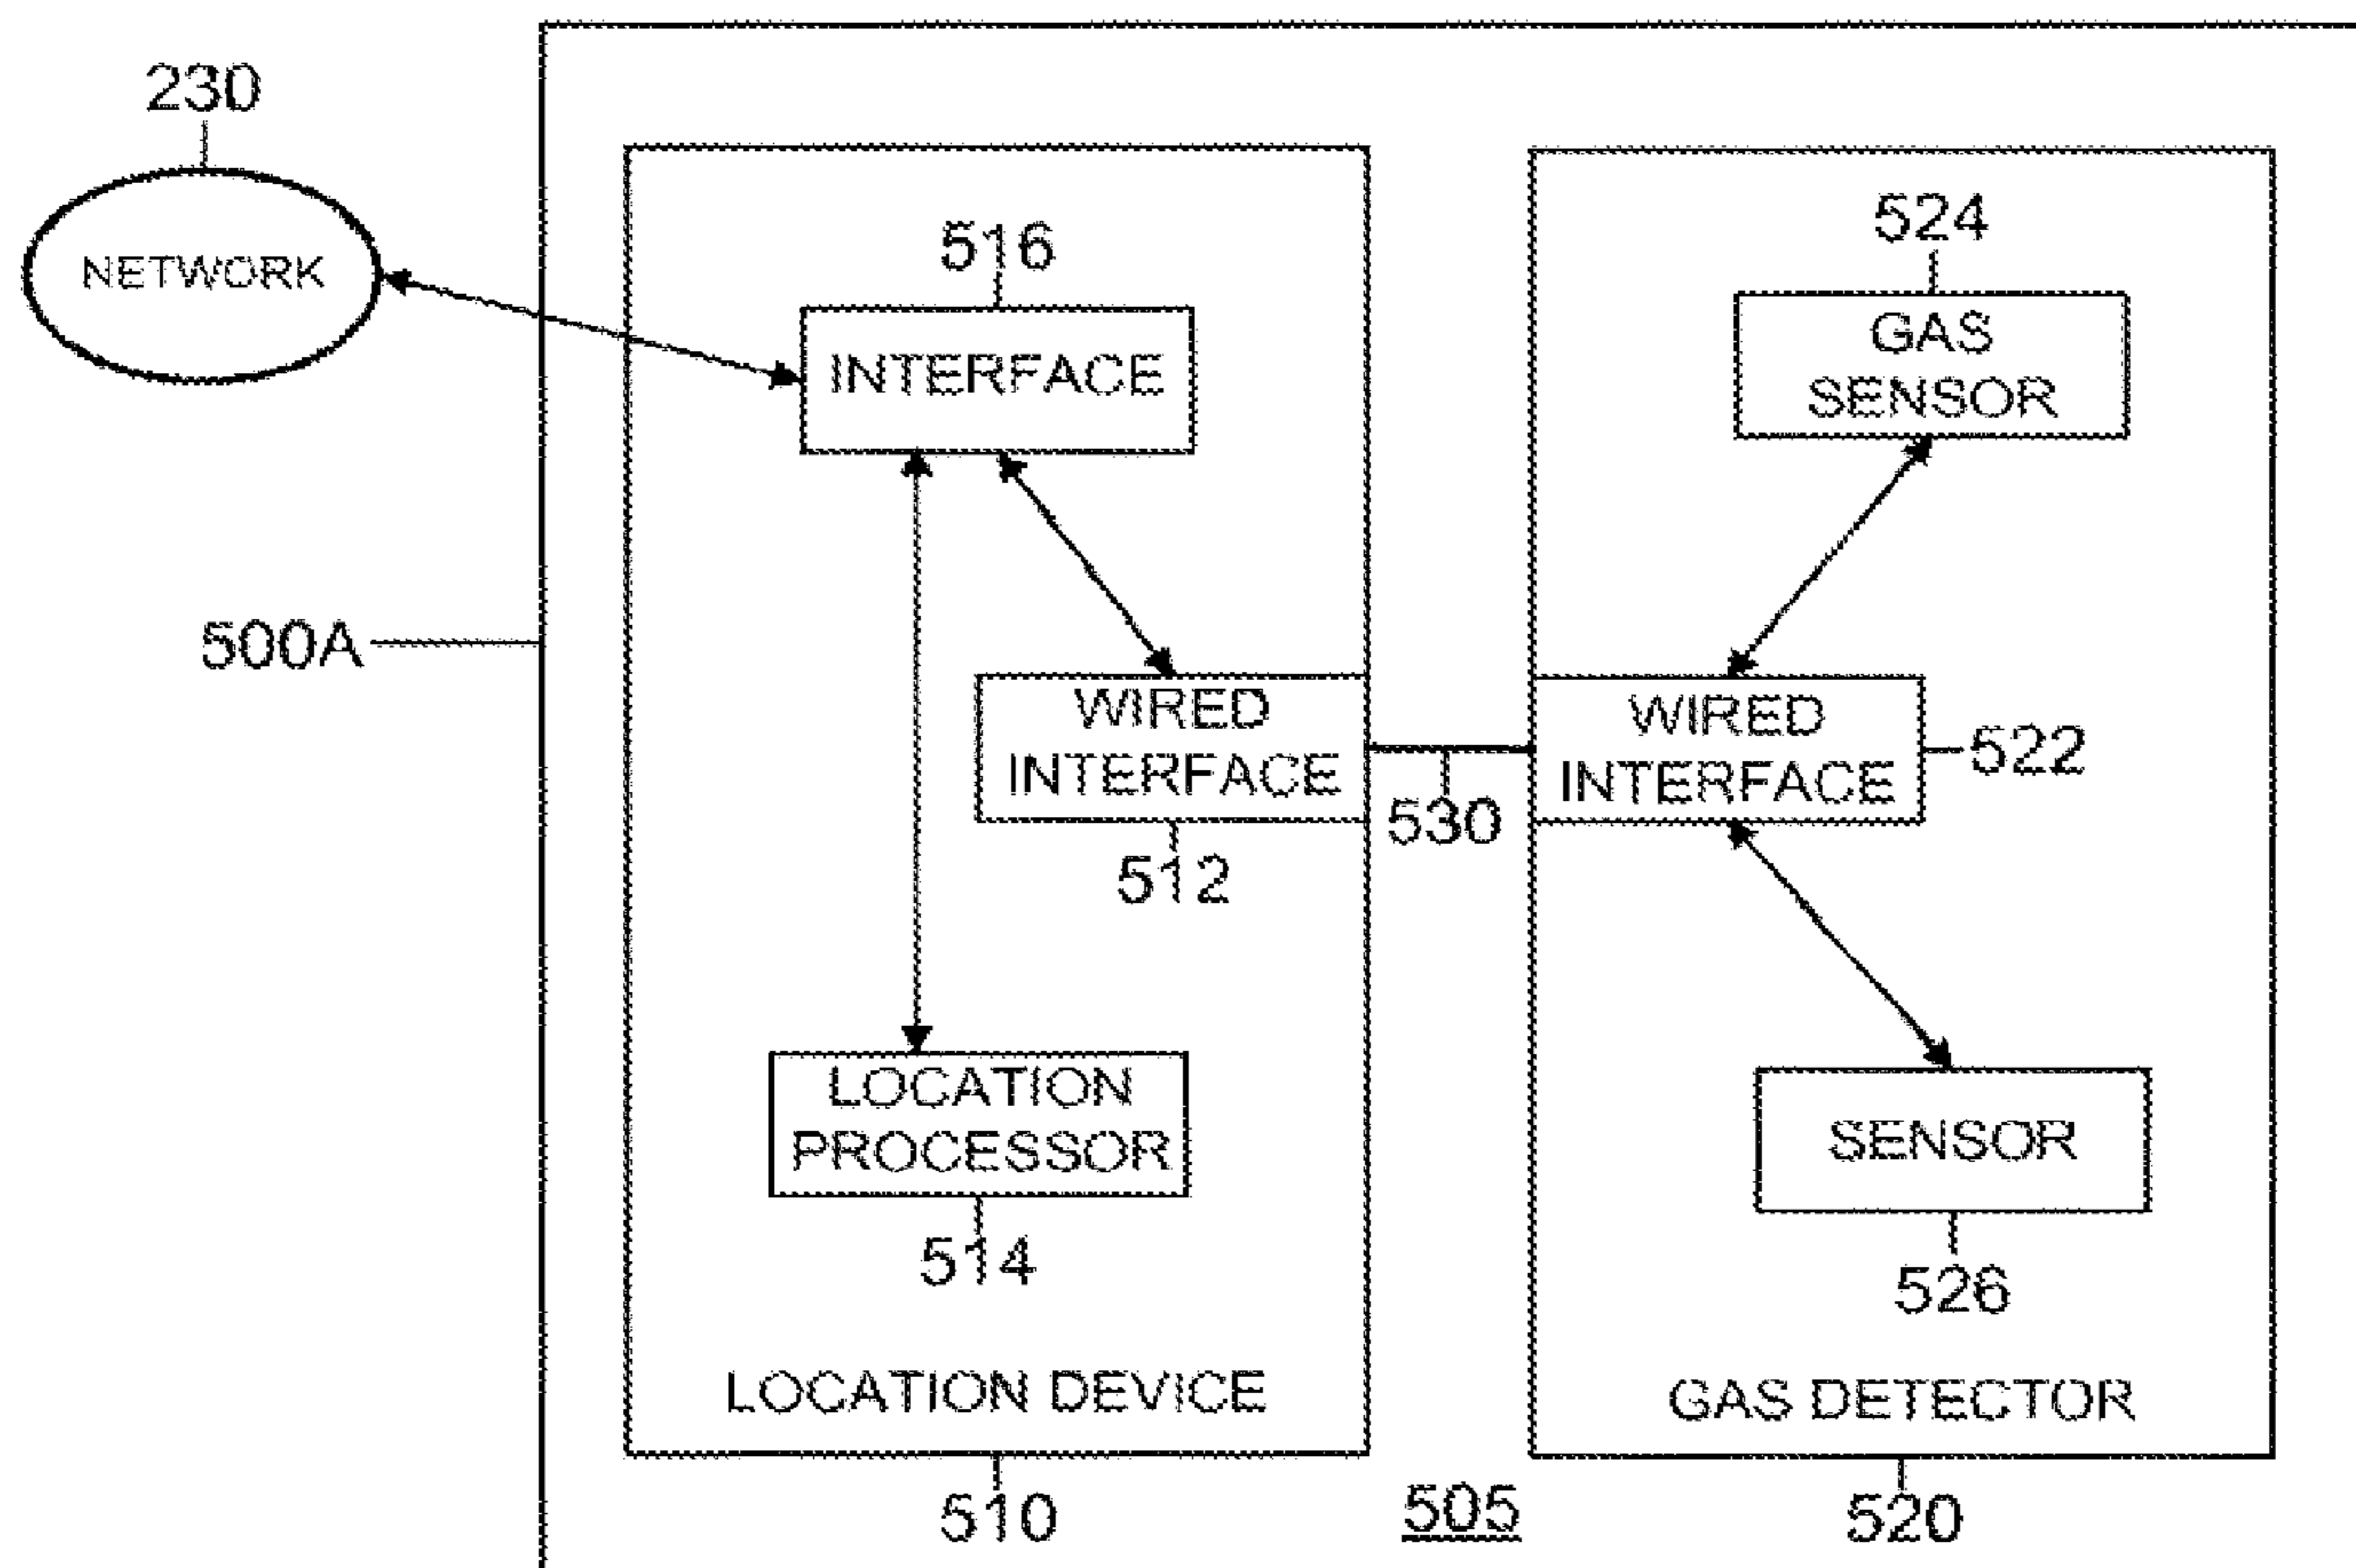 230
NETWORK
516
INTERFACE
524
GAS
SENSOR
500A
WIRED
INTERFACE
512
530
WIRED
INTERFACE
522
LOCATION
PROCESSOR
514
SENSOR
526
LOCATION DEVICE
GAS DETECTOR
510
505
520